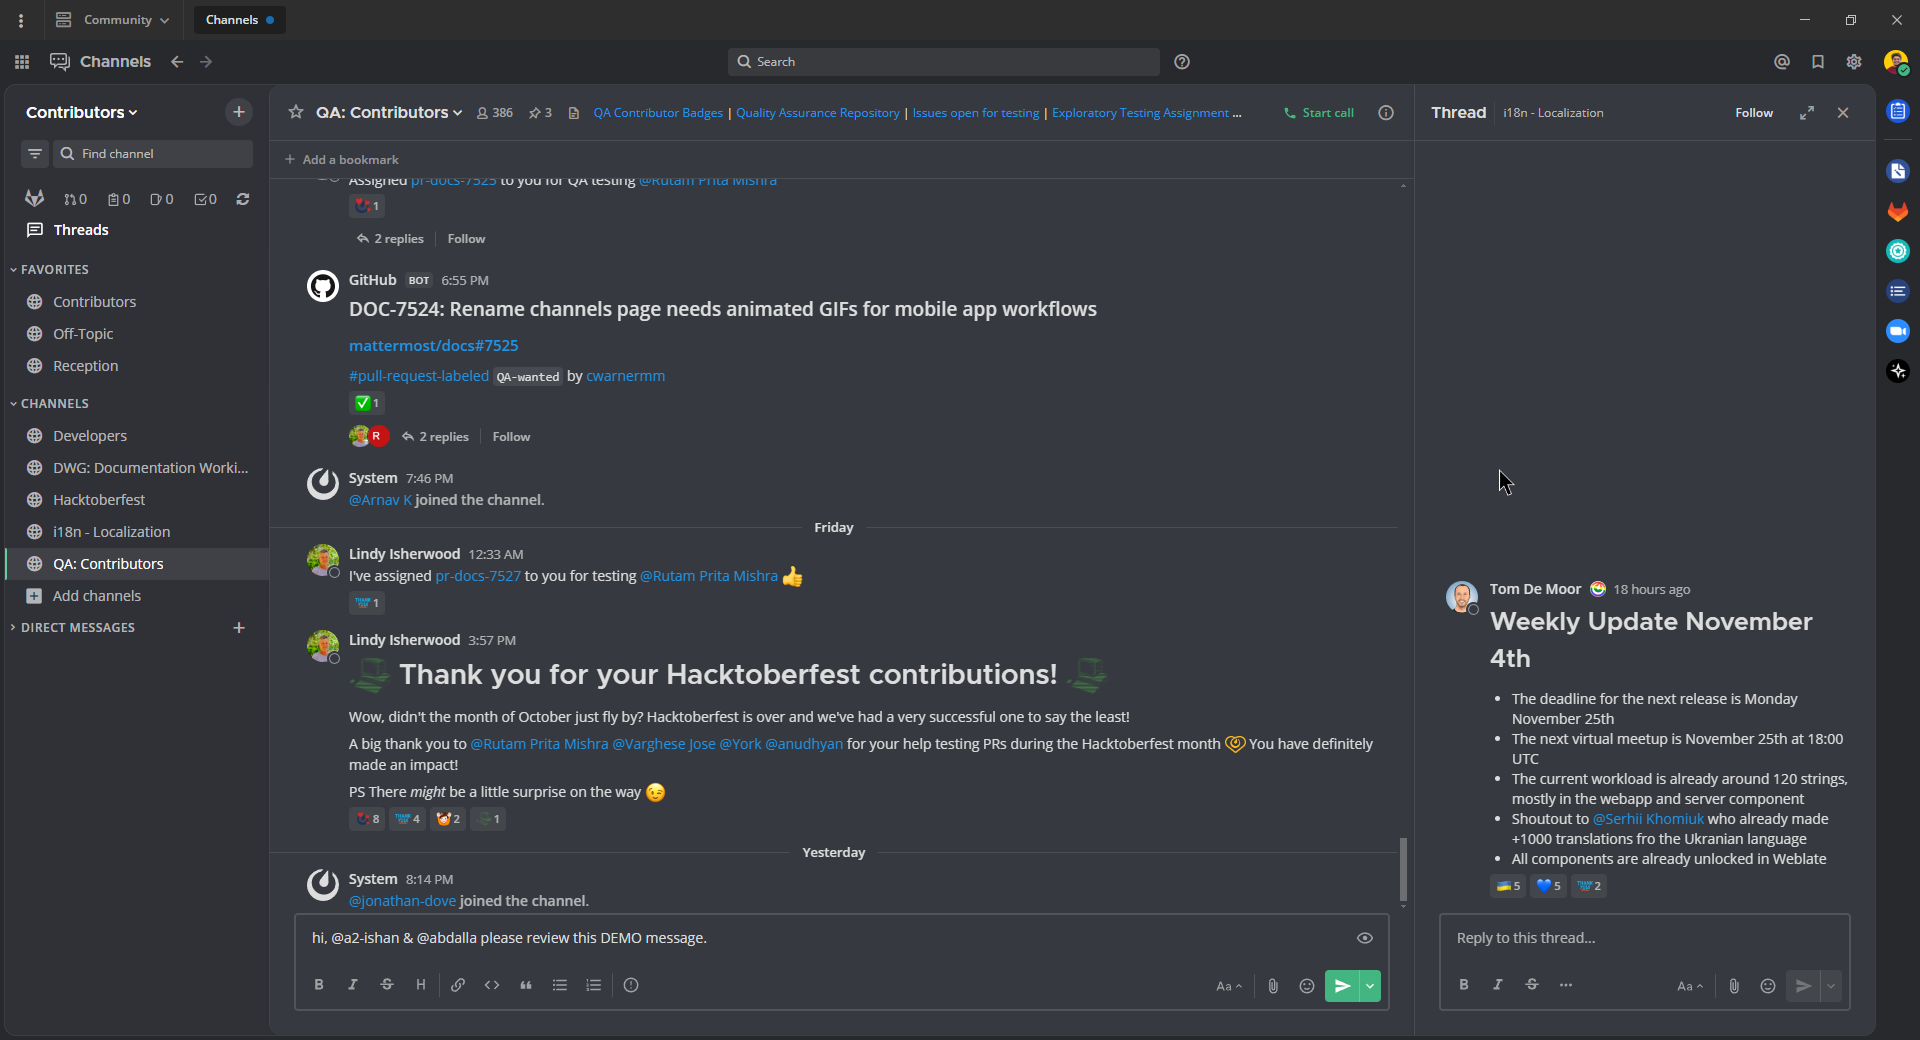 Community
Channels
Channels
Search
Contributors
QA: Contributors 386 3 QA Contributor Badges | Quality Assurance Repository | Issues open for testing | Exploratory Testing Assignment ... Start call
Thread i18n - Localization Follow
Find channel
Add a bookmark
0 0 0 0
Threads
FAVORITES
Contributors
Off-Topic
Reception
CHANNELS
Developers
DWG: Documentation Worki...
Hacktoberfest
i18n - Localization
QA: Contributors
Add channels
DIRECT MESSAGES
Assigned pr-docs-7525 to you for QA testing @Rutam Prita Mishra
1
2 replies Follow
GitHub BOT 6:55 PM
DOC-7524: Rename channels page needs animated GIFs for mobile app workflows
mattermost/docs#7525
#pull-request-labeled QA-wanted by cwarnermm
1
R 2 replies Follow
System 7:46 PM
@Arnav K joined the channel.
Friday
Lindy Isherwood 12:33 AM
I've assigned pr-docs-7527 to you for testing @Rutam Prita Mishra
1
Lindy Isherwood 3:57 PM
Thank you for your Hacktoberfest contributions!
Wow, didn't the month of October just fly by? Hacktoberfest is over and we've had a very successful one to say the least!
A big thank you to @Rutam Prita Mishra @Varghese Jose @York @anudhyan for your help testing PRs during the Hacktoberfest month You have definitely
made an impact!
PS There might be a little surprise on the way
8 4 2 1
Yesterday
System 8:14 PM
@jonathan-dove joined the channel.
hi, @a2-ishan & @abdalla please review this DEMO message.
B I S H Aa
Tom De Moor 18 hours ago
Weekly Update November
4th
• The deadline for the next release is Monday
November 25th
• The next virtual meetup is November 25th at 18:00
UTC
• The current workload is already around 120 strings,
mostly in the webapp and server component
• Shoutout to @Serhii Khomiuk who already made
+1000 translations fro the Ukranian language
• All components are already unlocked in Weblate
5 5 2
Reply to this thread...
B I S Aa